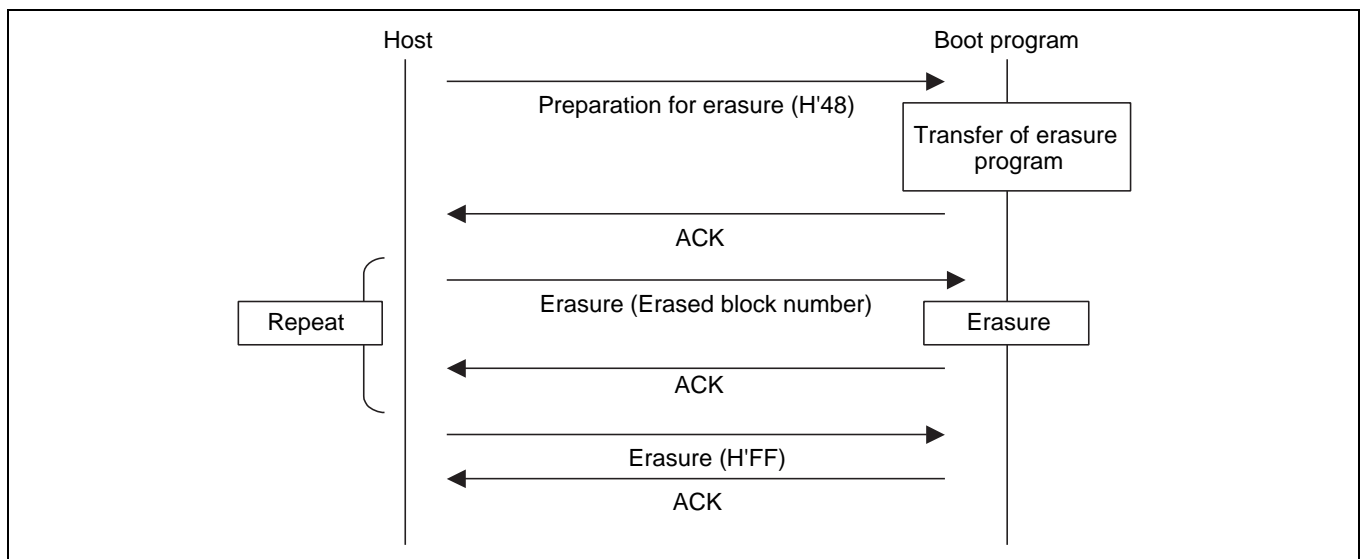 Host
Boot program
Preparation for erasure (H'48)
Transfer of erasure
program
ACK
Erasure (Erased block number)
Repeat
Erasure
ACK
Erasure (H'FF)
ACK